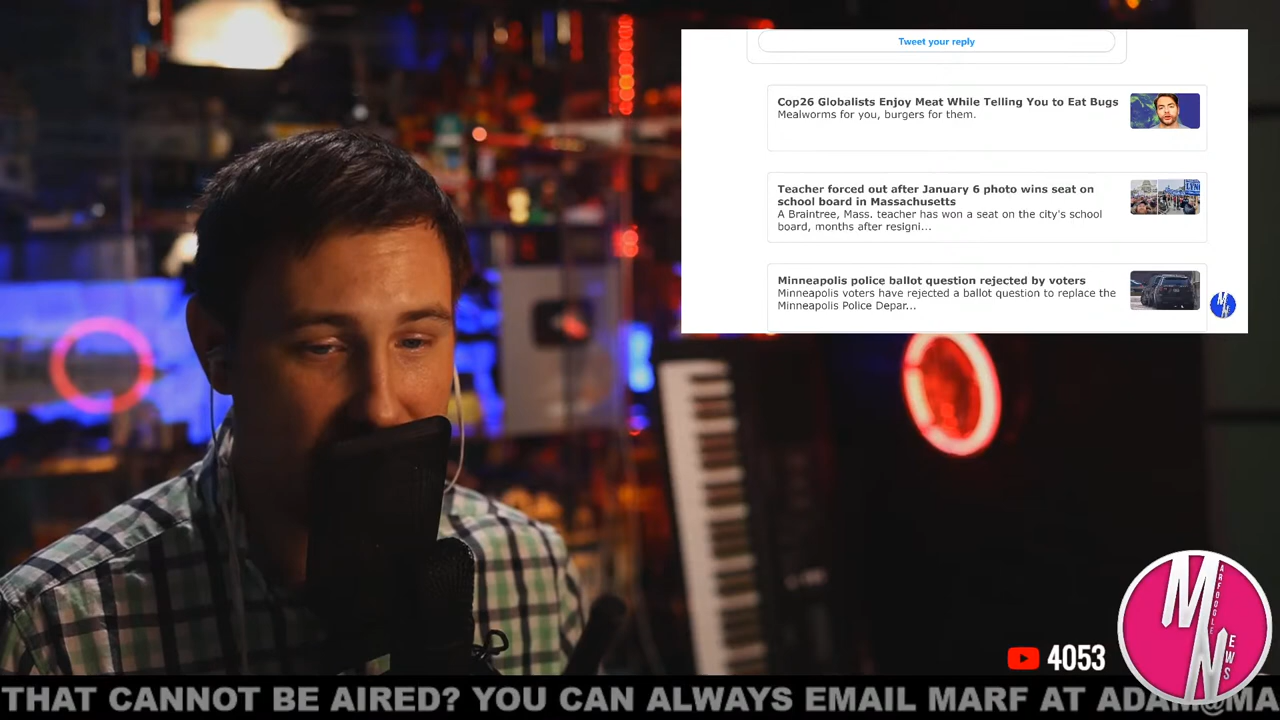 Tweet your reply
Cop26 Globalists Enjoy Meat While Telling You to Eat Bugs
Mealworms for you, burgers for them.
Teacher forced out after January 6 photo wins seat on
school board in Massachusetts
A Braintree, Mass. teacher has won a seat on the city's school
board, months after resigni...
Minneapolis police ballot question rejected by voters
Minneapolis voters have rejected a ballot question to replace the
Minneapolis Police Depar...
4053
MARFOOGLE
NEWS
THAT CANNOT BE AIRED? YOU CAN ALWAYS EMAIL MARF AT ADAM@MA